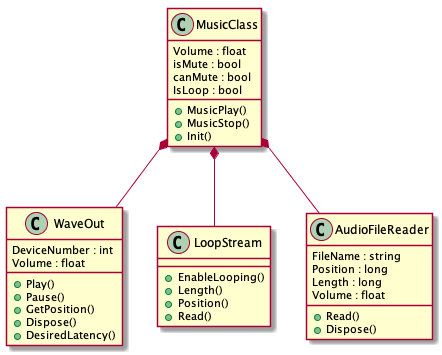 C MusicClass
Volume : float
isMute : bool
canMute : bool
IsLoop : bool
MusicPlay()
MusicStop()
Init()
C WaveOut
DeviceNumber : int
Volume : float
Play()
Pause()
GetPosition()
Dispose()
DesiredLatency()
C LoopStream
EnableLooping()
Length()
Position()
Read()
C AudioFileReader
FileName : string
Position : long
Length : long
Volume : float
Read()
Dispose()